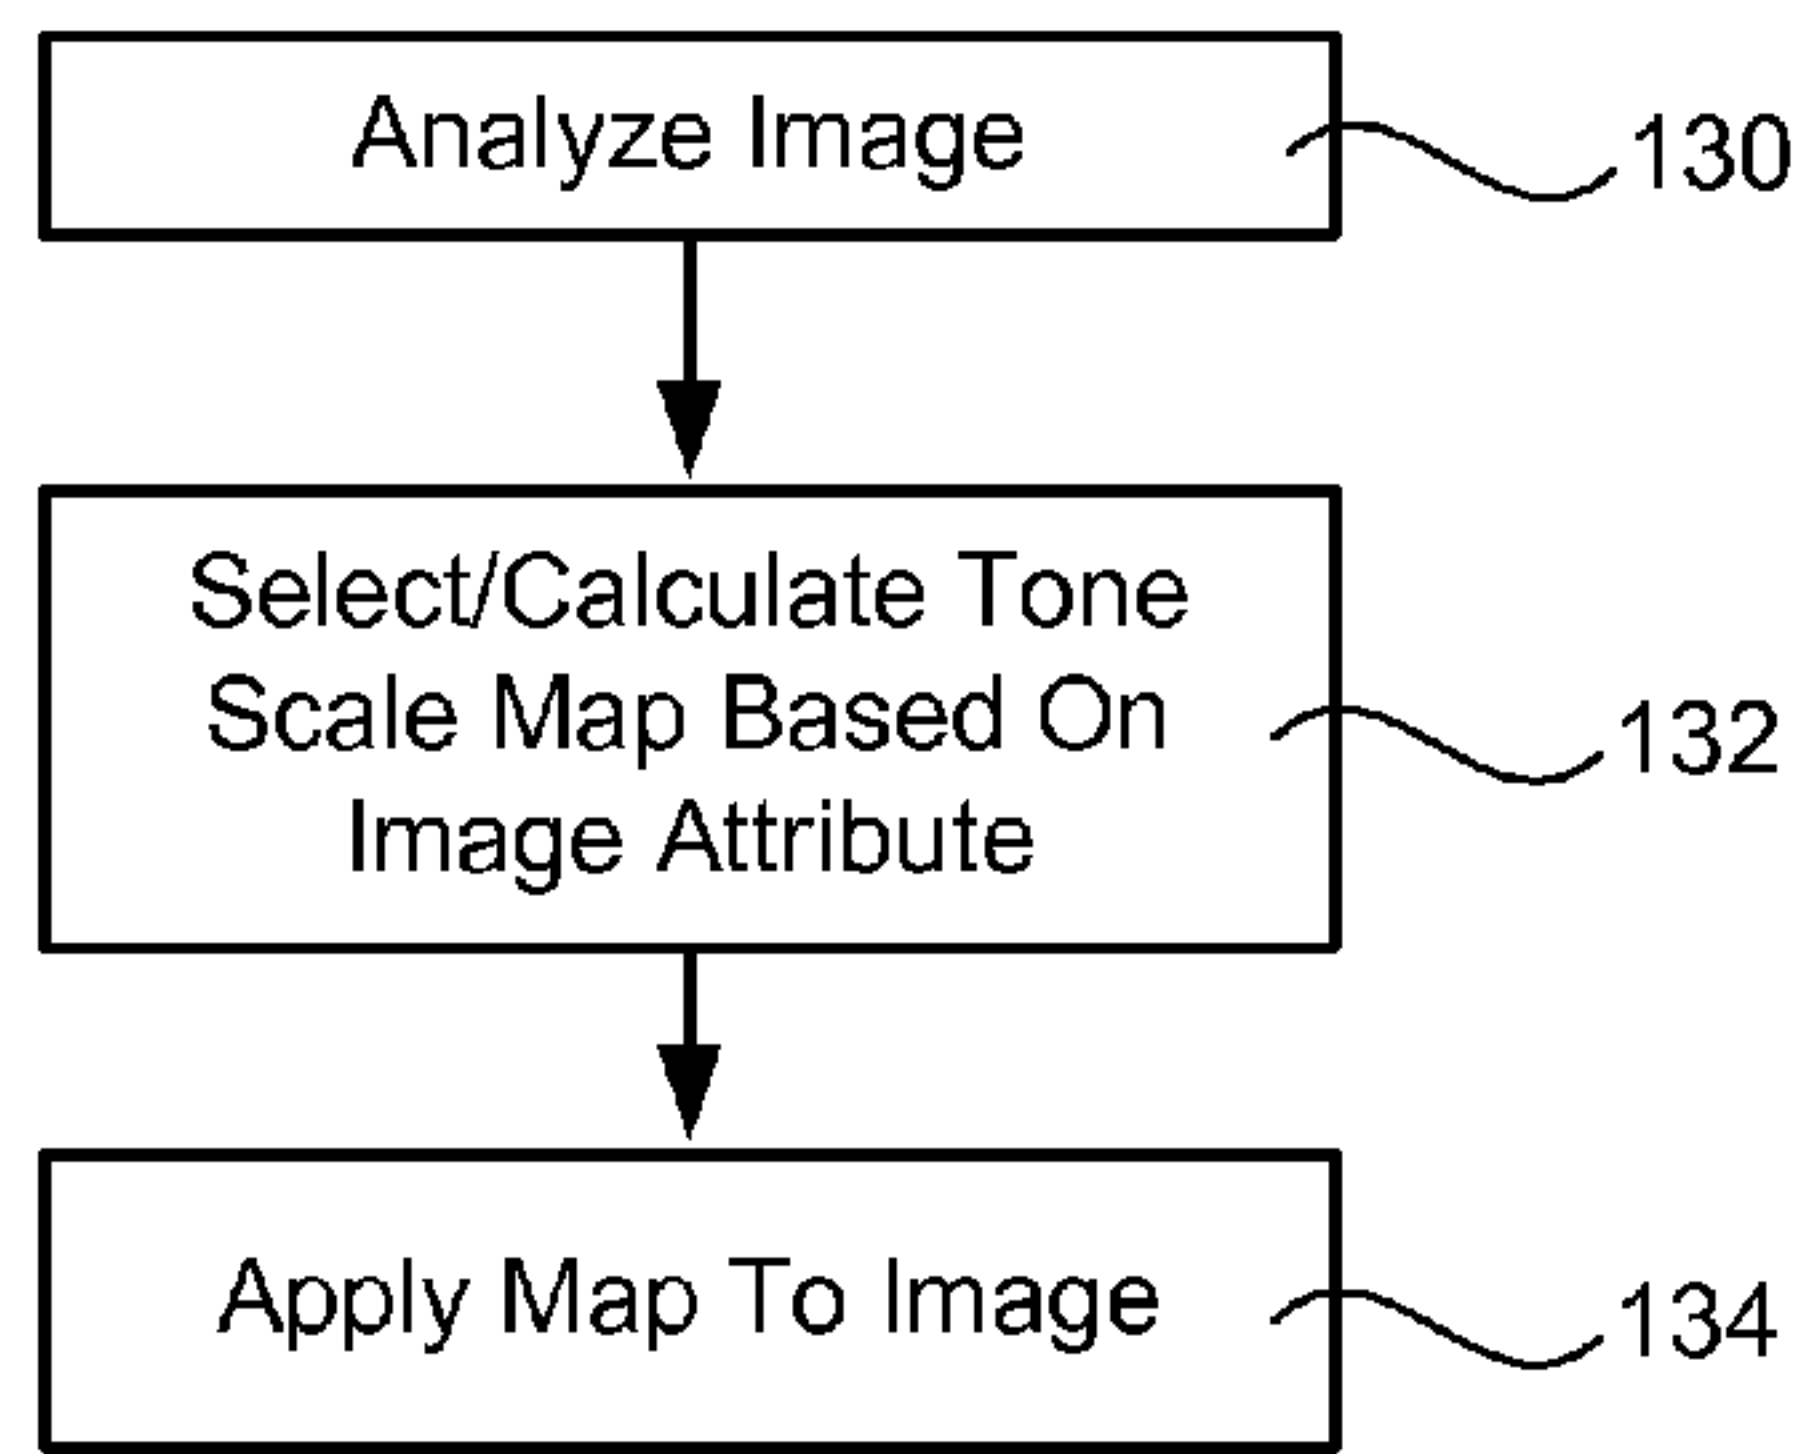 Analyze Image
130
Select/Calculate Tone
Scale Map Based On
Image Attribute
132
Apply Map To Image
134